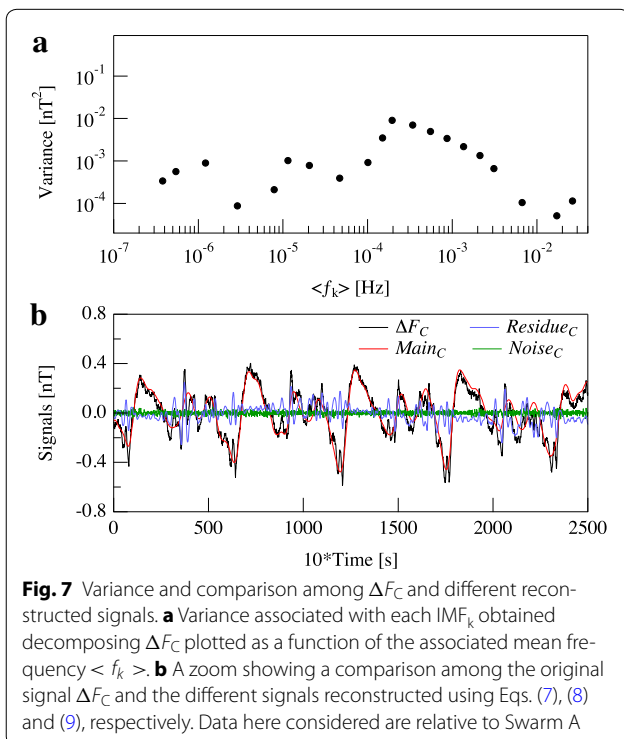 a
Variance [nT²]
10⁻¹
10⁻²
10⁻³
10⁻⁴
10⁻⁷ 10⁻⁶ 10⁻⁵ 10⁻⁴ 10⁻³ 10⁻²
<fₖ> [Hz]
b
Signals [nT]
0.8
0.4
0.0
-0.4
-0.8
ΔF_C Residue_C
Main_C Noise_C
0 500 1000 1500 2000 2500
10*Time [s]
Fig. 7 Variance and comparison among ΔF_C and different recon-
structed signals. a Variance associated with each IMFₖ obtained
decomposing ΔF_C plotted as a function of the associated mean fre-
quency < fₖ >. b A zoom showing a comparison among the original
signal ΔF_C and the different signals reconstructed using Eqs. (7), (8)
and (9), respectively. Data here considered are relative to Swarm A